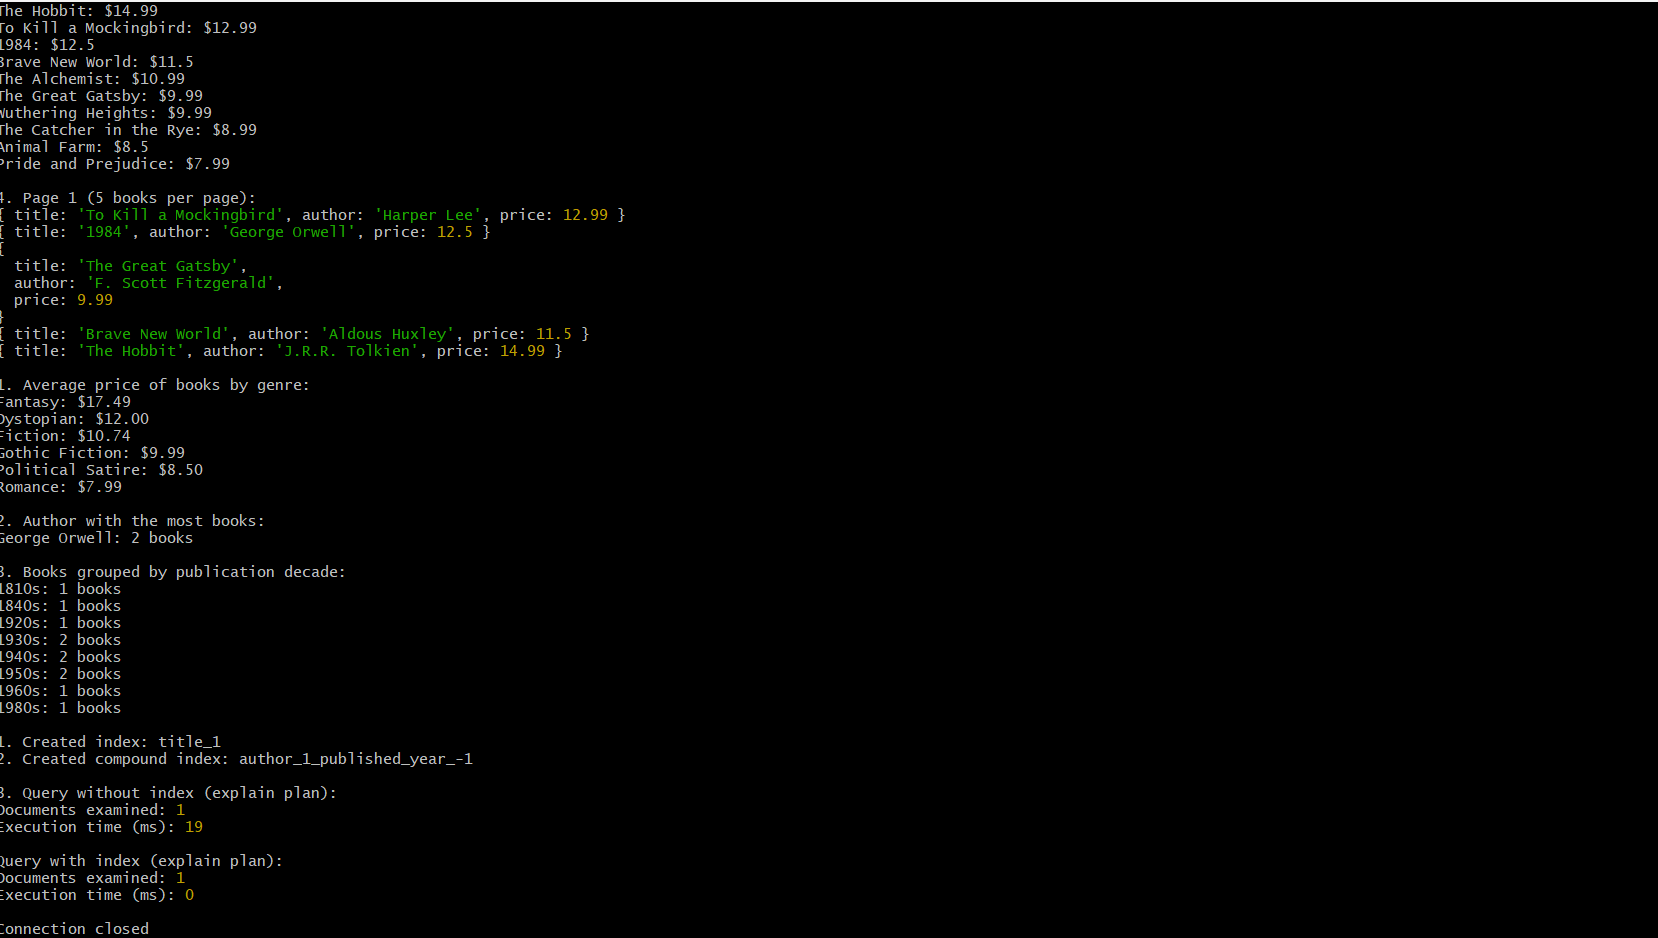 The Hobbit: $14.99
To Kill a Mockingbird: $12.99
1984: $12.5
Brave New World: $11.5
The Alchemist: $10.99
The Great Gatsby: $9.99
Wuthering Heights: $9.99
The Catcher in the Rye: $8.99
Animal Farm: $8.5
Pride and Prejudice: $7.99
4. Page 1 (5 books per page):
{ title: 'To Kill a Mockingbird', author: 'Harper Lee', price: 12.99 }
{ title: '1984', author: 'George Orwell', price: 12.5 }
{
title: 'The Great Gatsby',
author: 'F. Scott Fitzgerald',
price: 9.99
}
{ title: 'Brave New World', author: 'Aldous Huxley', price: 11.5 }
{ title: 'The Hobbit', author: 'J.R.R. Tolkien', price: 14.99 }
1. Average price of books by genre:
Fantasy: $17.49
Dystopian: $12.00
Fiction: $10.74
Gothic Fiction: $9.99
Political Satire: $8.50
Romance: $7.99
2. Author with the most books:
George Orwell: 2 books
3. Books grouped by publication decade:
1810s: 1 books
1840s: 1 books
1920s: 1 books
1930s: 2 books
1940s: 2 books
1950s: 2 books
1960s: 1 books
1980s: 1 books
1. Created index: title_1
2. Created compound index: author_1_published_year_-1
3. Query without index (explain plan):
Documents examined: 1
Execution time (ms): 19
Query with index (explain plan):
Documents examined: 1
Execution time (ms): 0
Connection closed